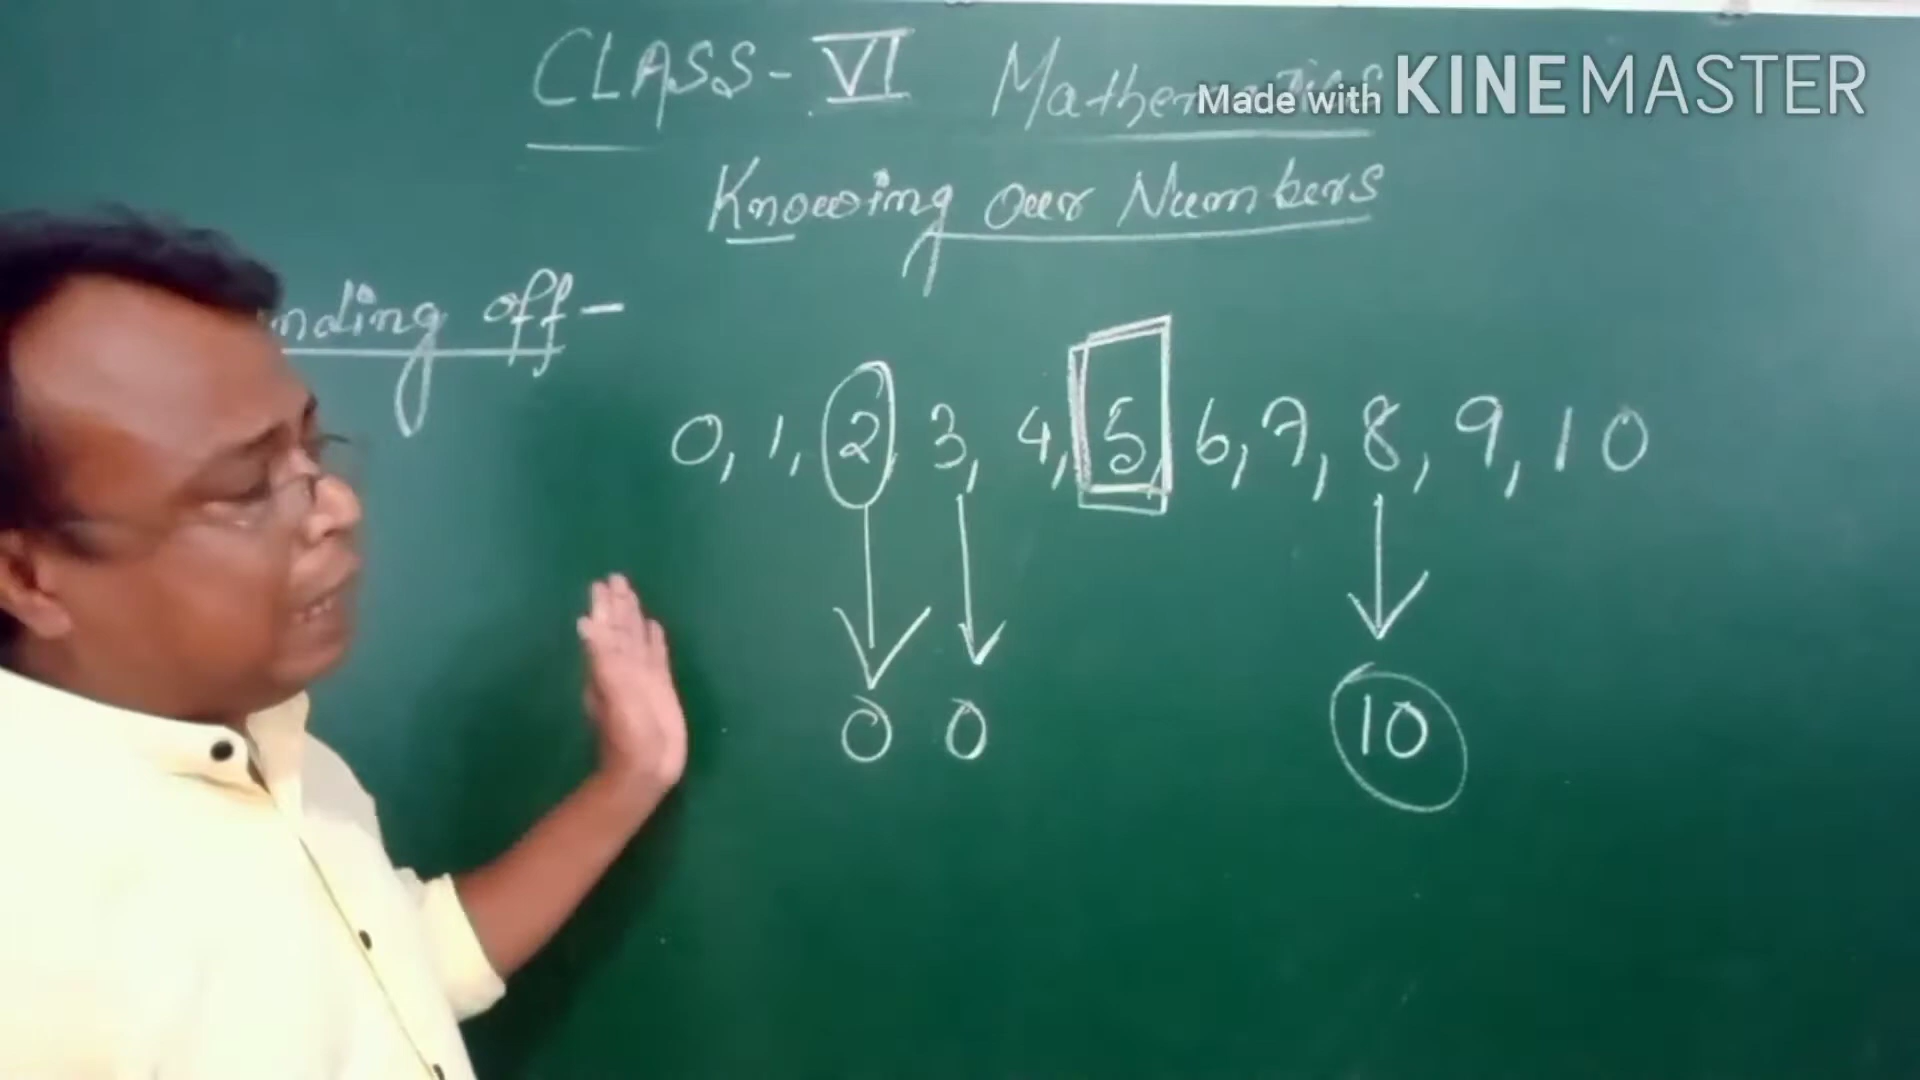 CLASS-VI Mathematics
Made with KINEMASTER
Knowing Our Numbers
nding off-
0, 1, 2, 3, 4, 5, 6, 7, 8, 9, 10
0 0 10